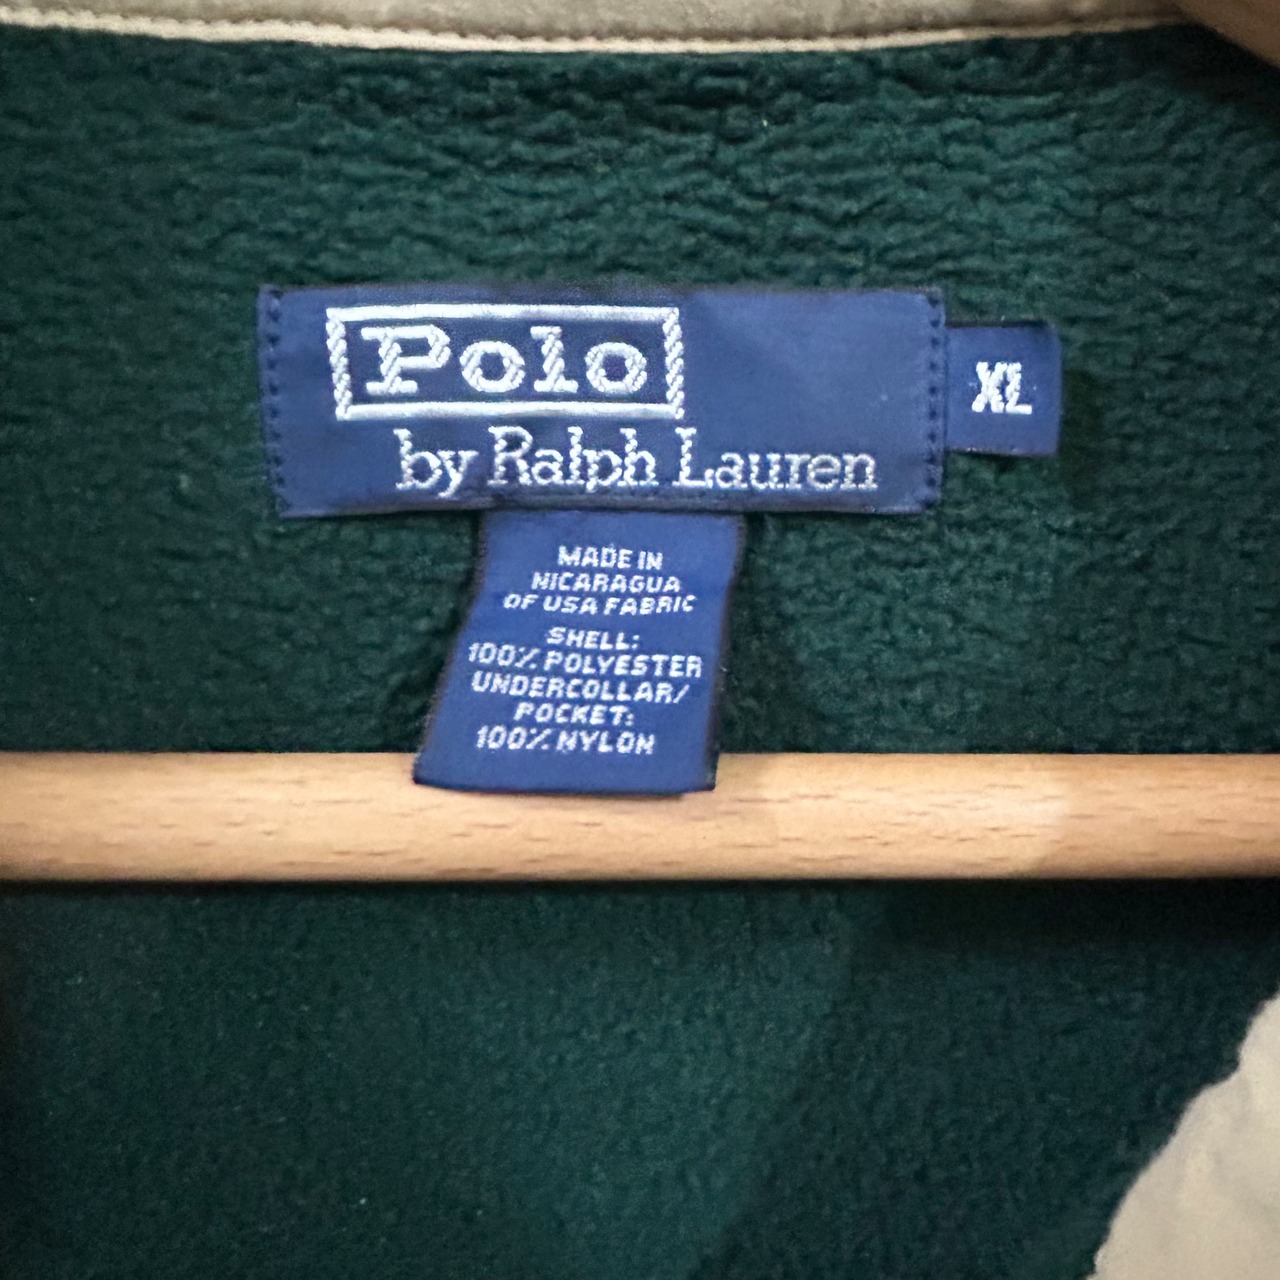 Polo
by Ralph Lauren
XL
MADE IN
NICARAGUA
OF USA FABRIC
SHELL:
100% POLYESTER
UNDERCOLLAR/
POCKET:
100% NYLON